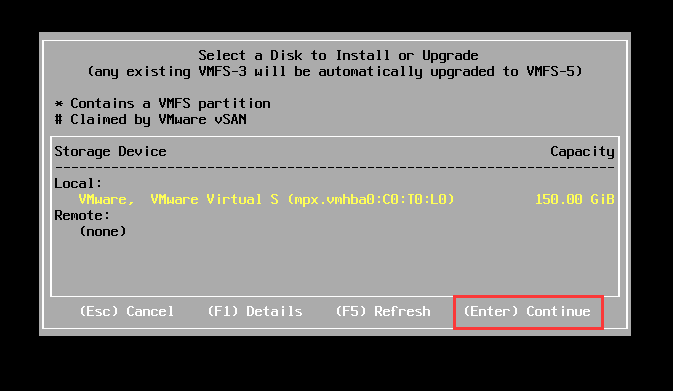 Select a Disk to Install or Upgrade
(any existing VMFS-3 will be automatically upgraded to VMFS-5)
* Contains a VMFS partition
# Claimed by VMware vSAN
Storage Device Capacity
--------------------------------------------------------------------
Local:
VMware, VMware Virtual S (mpx.vmhba0:C0:T0:L0) 150.00 GiB
Remote:
(none)
(Esc) Cancel (F1) Details (F5) Refresh (Enter) Continue